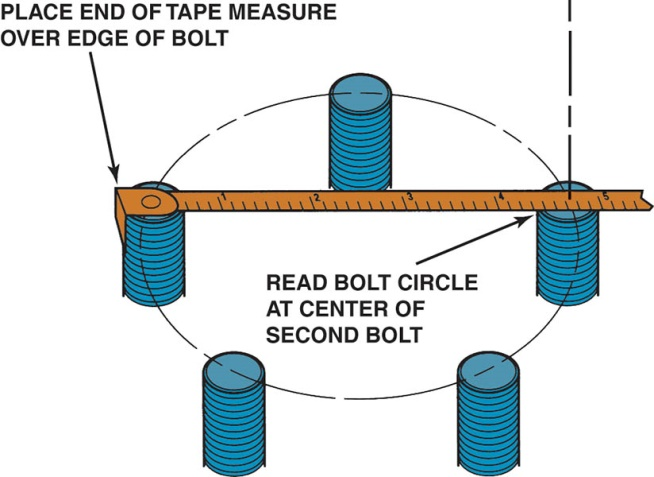 PLACE END OF TAPE MEASURE
OVER EDGE OF BOLT
1 2 3 4 5
READ BOLT CIRCLE
AT CENTER OF
SECOND BOLT